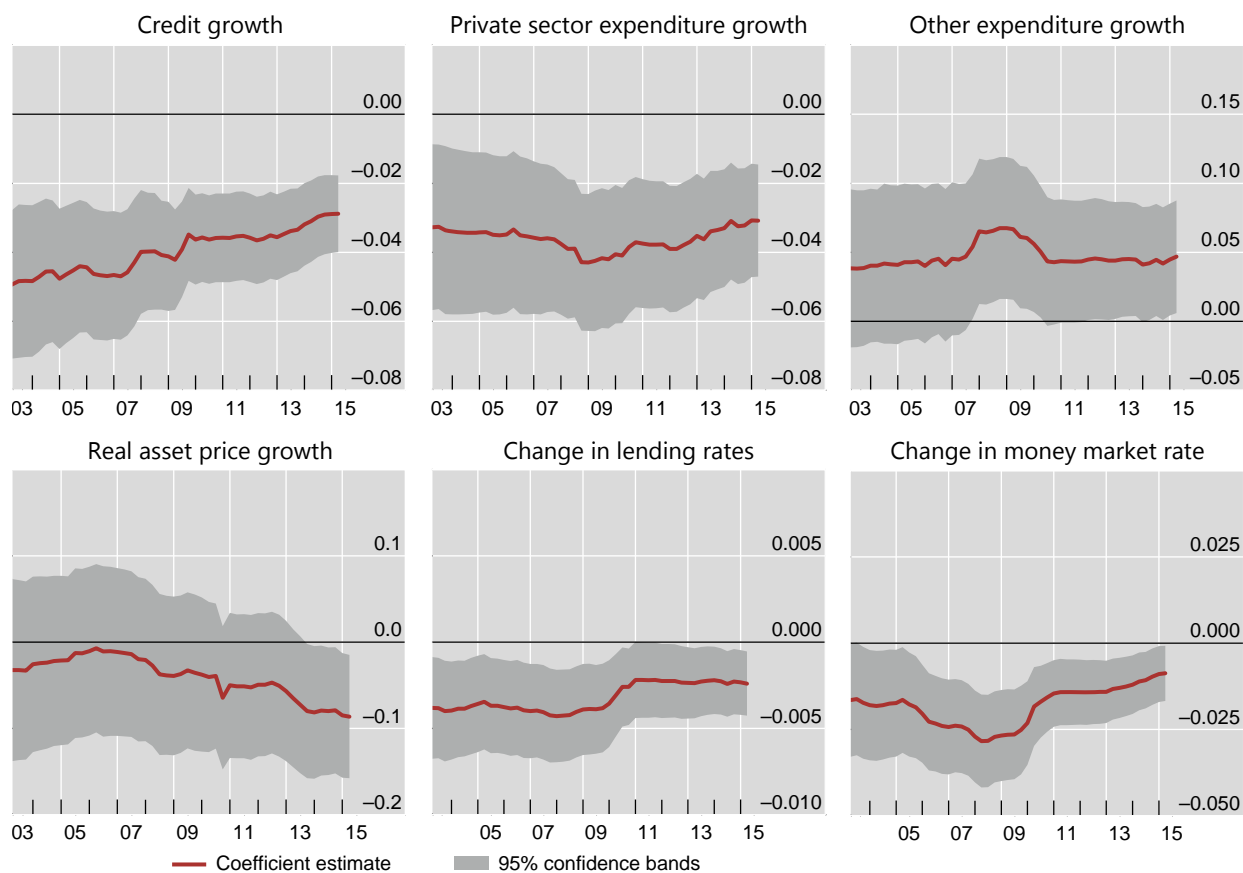 Credit growth
Private sector expenditure growth
Other expenditure growth
0.00
–0.02
–0.04
–0.06
–0.08
03 05 07 09 11 13 15
0.00
–0.02
–0.04
–0.06
–0.08
03 05 07 09 11 13 15
0.15
0.10
0.05
0.00
–0.05
03 05 07 09 11 13 15
Real asset price growth
Change in lending rates
Change in money market rate
0.1
0.0
–0.1
–0.2
03 05 07 09 11 13 15
0.005
0.000
–0.005
–0.010
05 07 09 11 13 15
0.025
0.000
–0.025
–0.050
05 07 09 11 13 15
Coefficient estimate
95% confidence bands